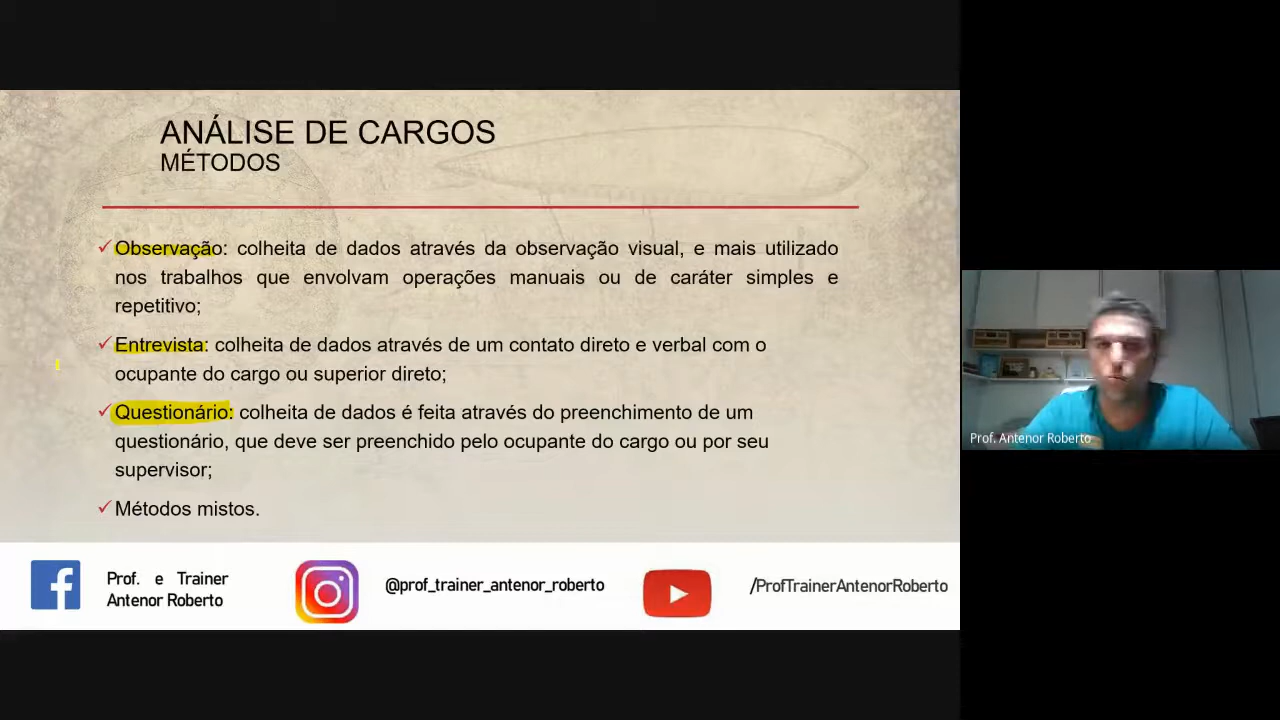 ANÁLISE DE CARGOS
MÉTODOS
Observação: colheita de dados através da observação visual, e mais utilizado
nos trabalhos que envolvam operações manuais ou de caráter simples e
repetitivo;
Entrevista: colheita de dados através de um contato direto e verbal com o
ocupante do cargo ou superior direto;
Questionário: colheita de dados é feita através do preenchimento de um
questionário, que deve ser preenchido pelo ocupante do cargo ou por seu
supervisor;
Métodos mistos.
Prof. e Trainer
Antenor Roberto
@prof_trainer_antenor_roberto
/ProfTrainerAntenorRoberto
Prof. Antenor Roberto